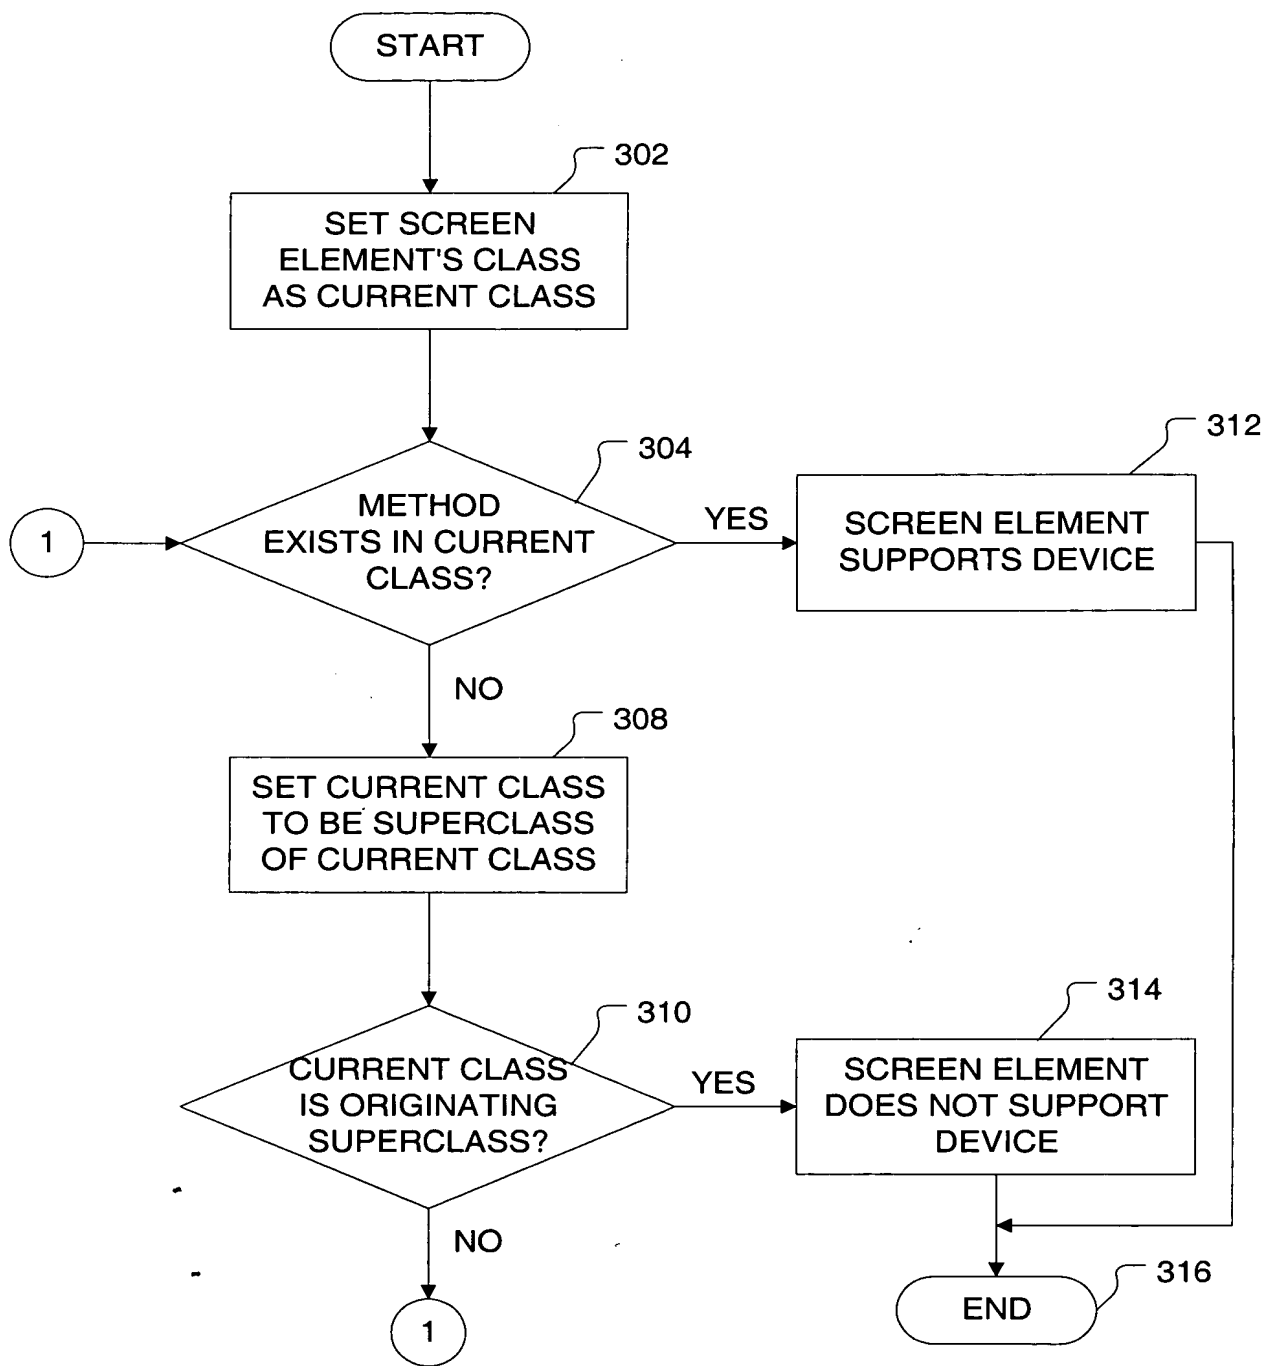 START
302
SET SCREEN
ELEMENT'S CLASS
AS CURRENT CLASS
304
METHOD
EXISTS IN CURRENT
CLASS?
1
YES
312
SCREEN ELEMENT
SUPPORTS DEVICE
NO
308
SET CURRENT CLASS
TO BE SUPERCLASS
OF CURRENT CLASS
310
CURRENT CLASS
IS ORIGINATING
SUPERCLASS?
YES
314
SCREEN ELEMENT
DOES NOT SUPPORT
DEVICE
NO
1
316
END